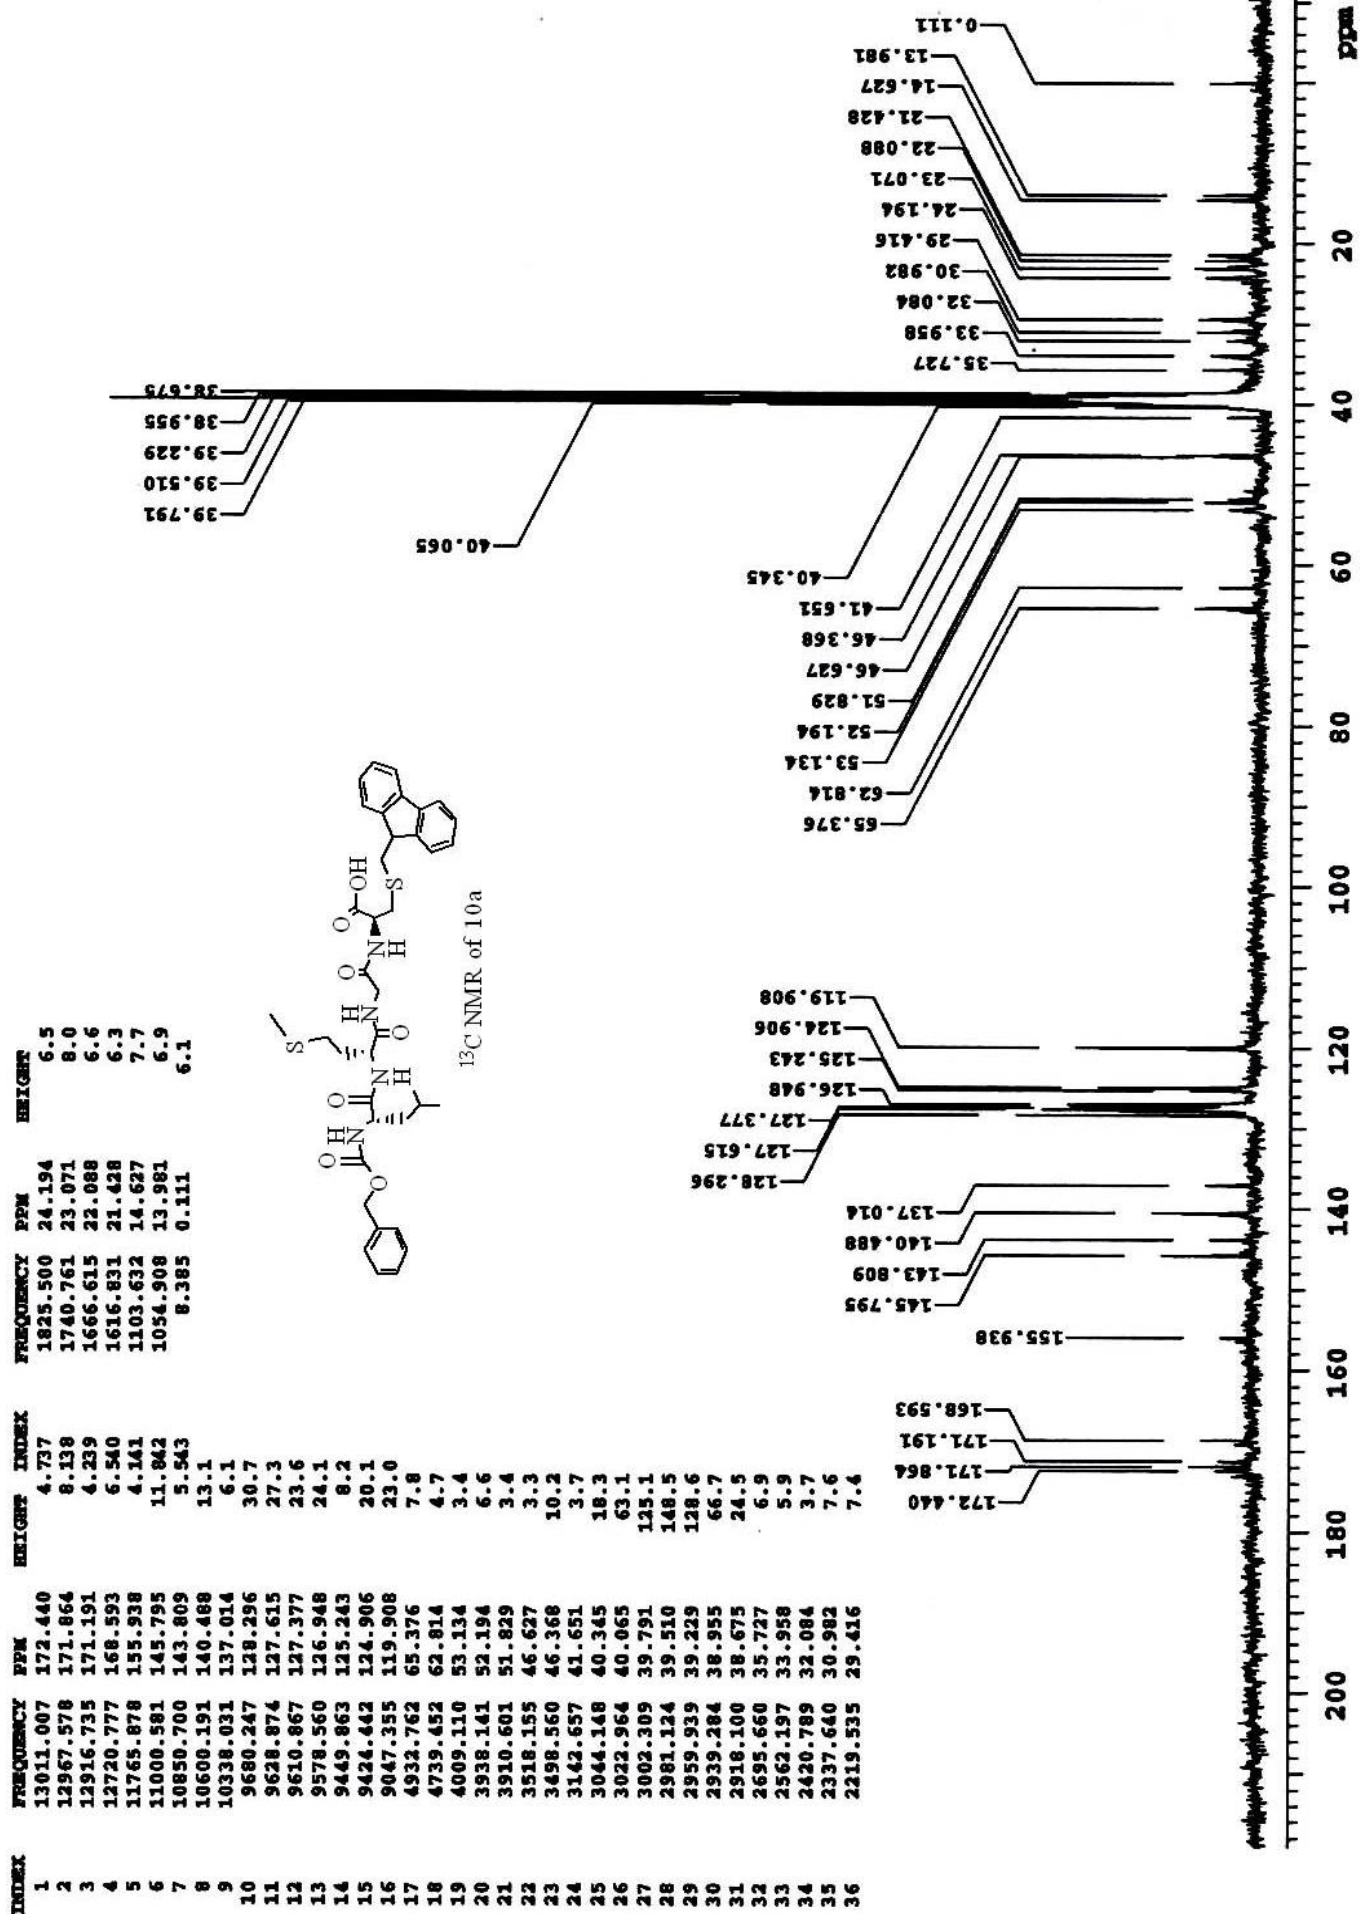 INDEX FREQUENCY PPM HEIGHT INDEX FREQUENCY PPM HEIGHT
1 13011.007 172.440 4.737 1825.500 24.194 6.5
2 12967.578 171.864 8.138 1740.761 23.071 8.0
3 12916.735 171.191 4.239 1666.615 22.088 6.6
4 12720.777 168.593 6.540 1616.831 21.428 6.3
5 11765.878 155.938 4.141 1103.632 14.627 7.7
6 11000.581 145.795 11.842 1054.908 13.981 6.9
7 10850.700 143.809 5.543 8.385 0.111 6.1
8 10600.191 140.488 13.1
9 10338.031 137.014 6.1
10 9680.247 128.296 30.7
11 9628.874 127.615 27.3
12 9610.867 127.377 23.6
13 9578.560 126.948 24.1
14 9449.863 125.243 8.2
15 9424.442 124.906 20.1
16 9047.355 119.908 23.0
17 4932.762 65.376 7.8
18 4739.452 62.814 4.7
19 4009.110 53.134 3.4
20 3938.141 52.194 6.6
21 3910.601 51.829 3.4
22 3518.155 46.627 3.3
23 3498.560 46.368 10.2
24 3142.657 41.651 3.7
25 3044.148 40.345 18.3
26 3022.964 40.065 63.1
27 3002.309 39.791 125.1
28 2981.124 39.510 148.5
29 2959.939 39.229 128.6
30 2939.284 38.955 66.7
31 2918.100 38.675 24.5
32 2695.660 35.727 6.9
33 2562.197 33.958 5.9
34 2420.789 32.084 3.7
35 2337.640 30.982 7.6
36 2219.535 29.416 7.4
S
O
H
N
O
O
N
H
O
H
N
O
N
H
O
OH
S
¹³C NMR of 10a
172.440
171.864
171.191
168.593
155.938
145.795
143.809
140.488
137.014
128.296
127.615
127.377
126.948
125.243
124.906
119.908
65.376
62.814
53.134
52.194
51.829
46.627
46.368
41.651
40.345
40.065
39.791
39.510
39.229
38.955
38.675
35.727
33.958
32.084
30.982
29.416
24.194
23.071
22.088
21.428
14.627
13.981
0.111
200 180 160 140 120 100 80 60 40 20 ppm